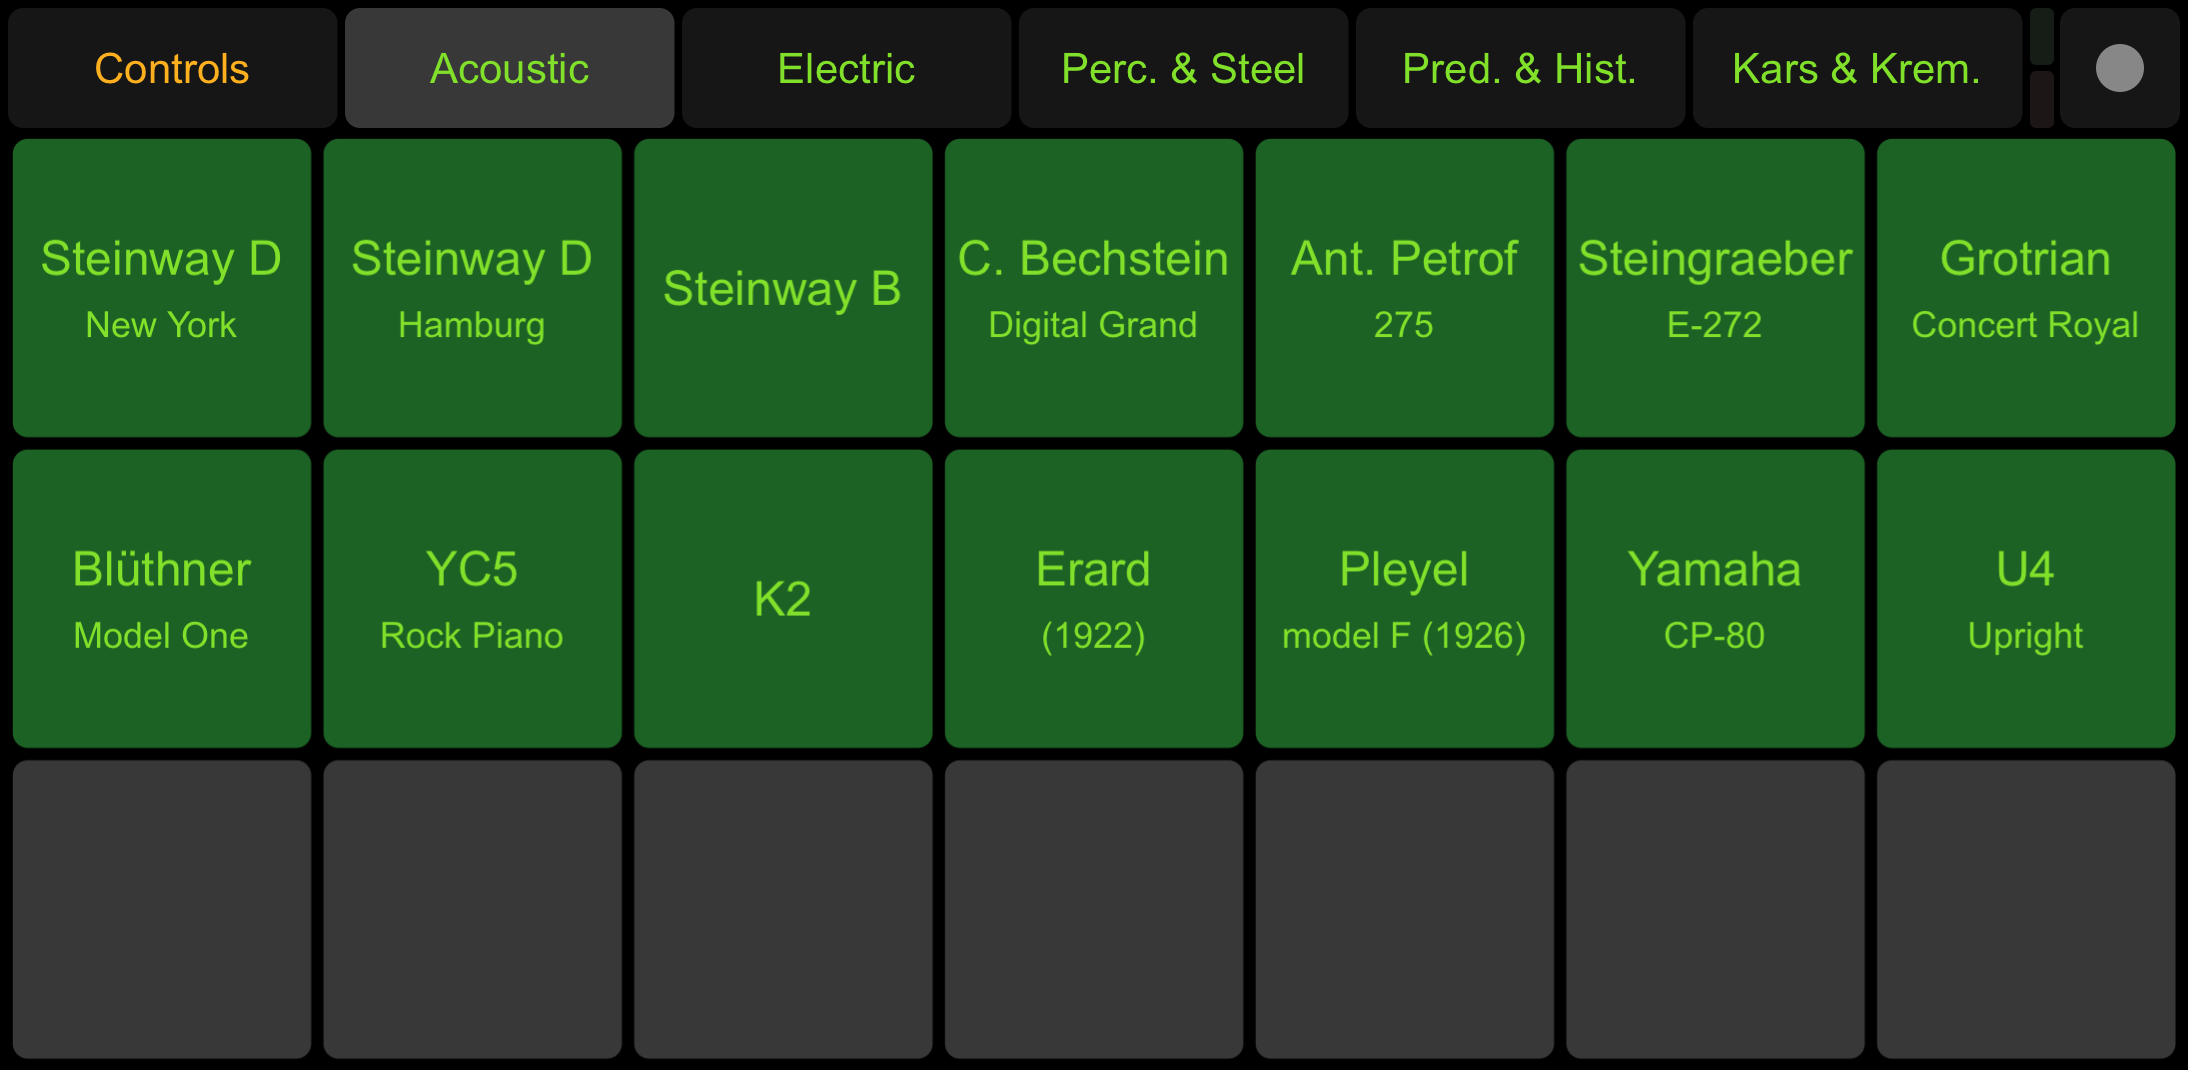 Controls
Acoustic
Electric
Perc. & Steel
Pred. & Hist.
Kars & Krem.
Steinway D
New York
Steinway D
Hamburg
Steinway B
C. Bechstein
Digital Grand
Ant. Petrof
275
Steingraeber
E-272
Grotrian
Concert Royal
Blüthner
Model One
YC5
Rock Piano
K2
Erard
(1922)
Pleyel
model F (1926)
Yamaha
CP-80
U4
Upright